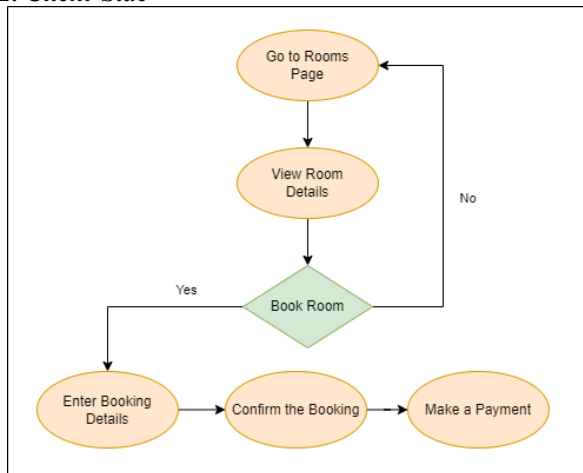 Go to Rooms
Page
View Room
Details
No
Yes
Book Room
Enter Booking
Details
Confirm the Booking
Make a Payment